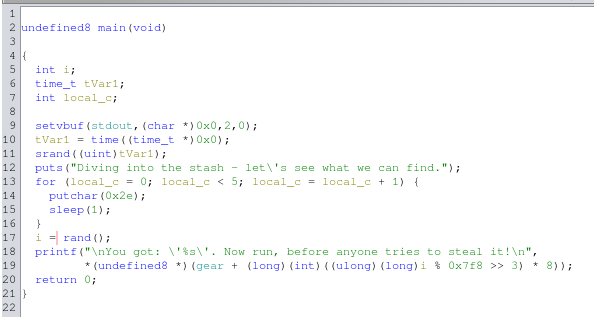 1
2 undefined8 main(void)
3
4 {
5 int i;
6 time_t tVar1;
7 int local_c;
8
9 setvbuf(stdout,(char *)0x0,2,0);
10 tVar1 = time((time_t *)0x0);
11 srand((uint)tVar1);
12 puts("Diving into the stash - let\'s see what we can find.");
13 for (local_c = 0; local_c < 5; local_c = local_c + 1) {
14 putchar(0x2e);
15 sleep(1);
16 }
17 i = rand();
18 printf("\nYou got: \'%s\'. Now run, before anyone tries to steal it!\n",
19 *(undefined8 *)(gear + (long)(int)((ulong)(long)i % 0x7f8 >> 3) * 8));
20 return 0;
21 }
22